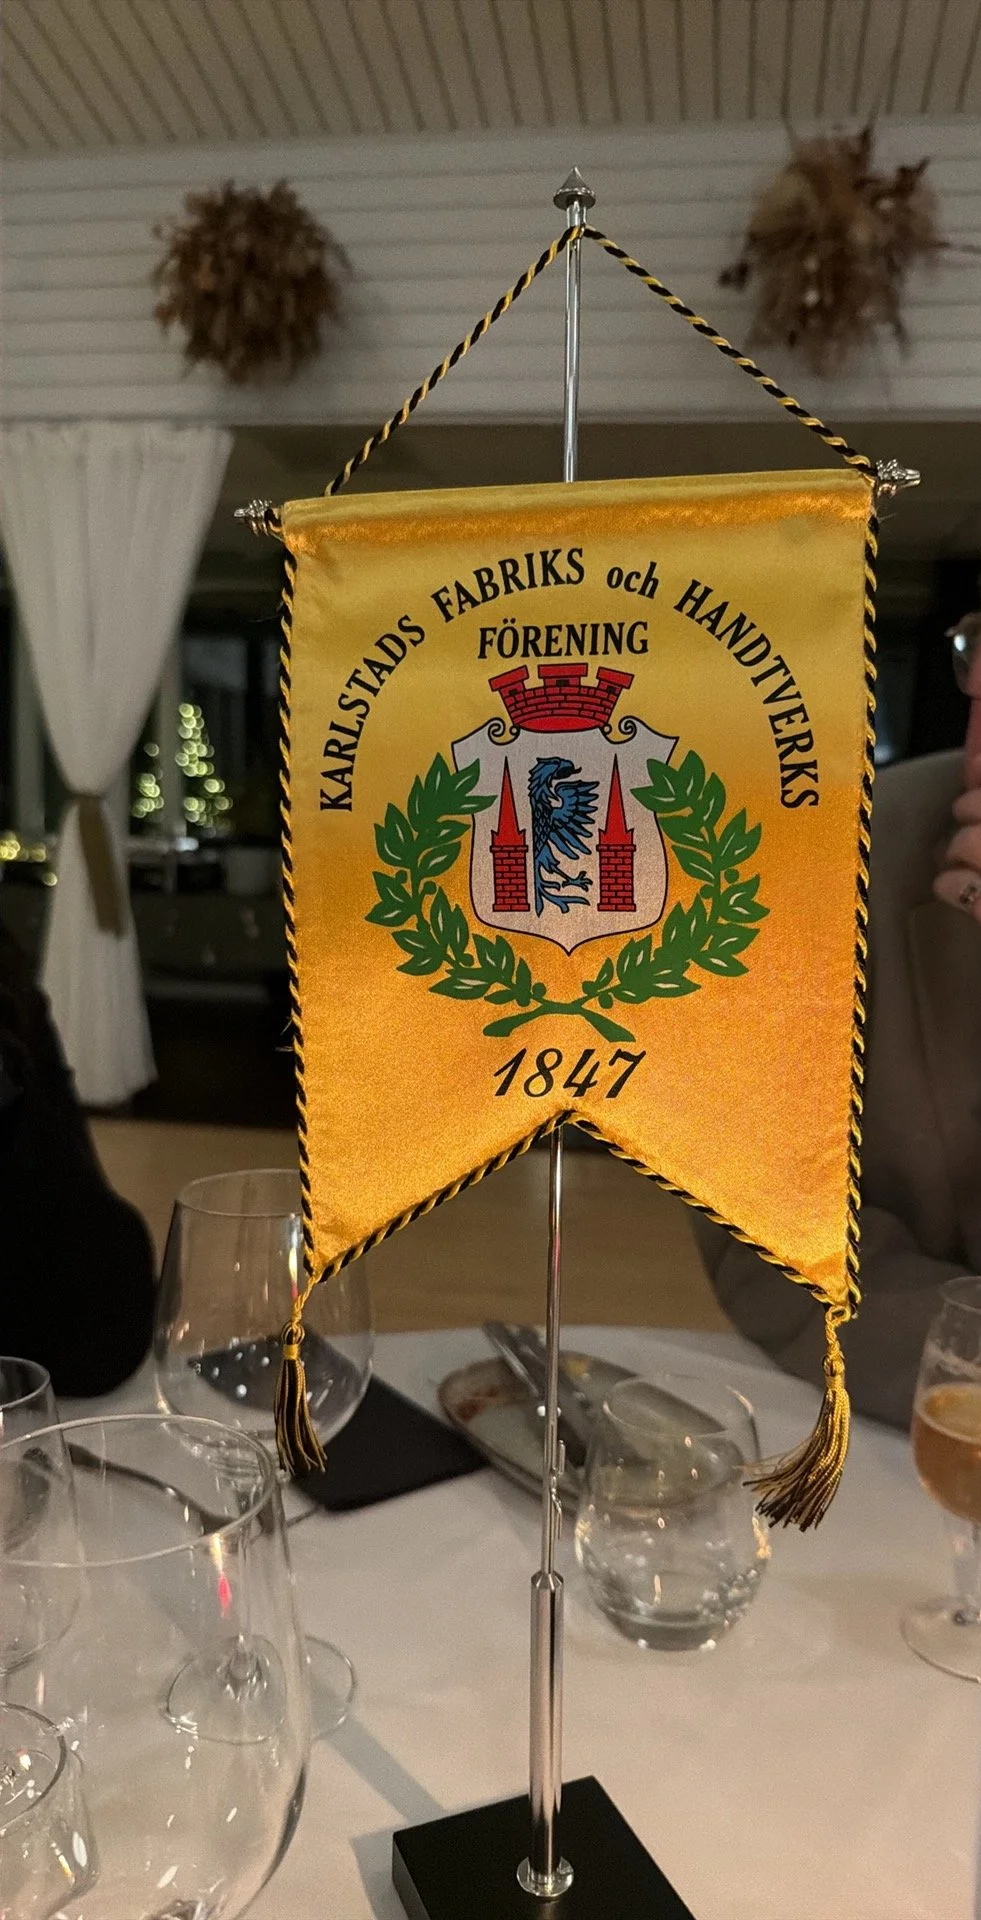 KARLSTADS FABRIKS och HANDTVERKS
FÖRENING
1847